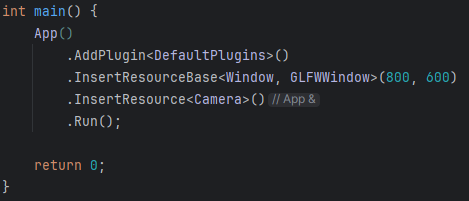 int main() {
    App()
        .AddPlugin<DefaultPlugins>()
        .InsertResourceBase<Window, GLFWWindow>(800, 600)
        .InsertResource<Camera>() // App &
        .Run();

    return 0;
}